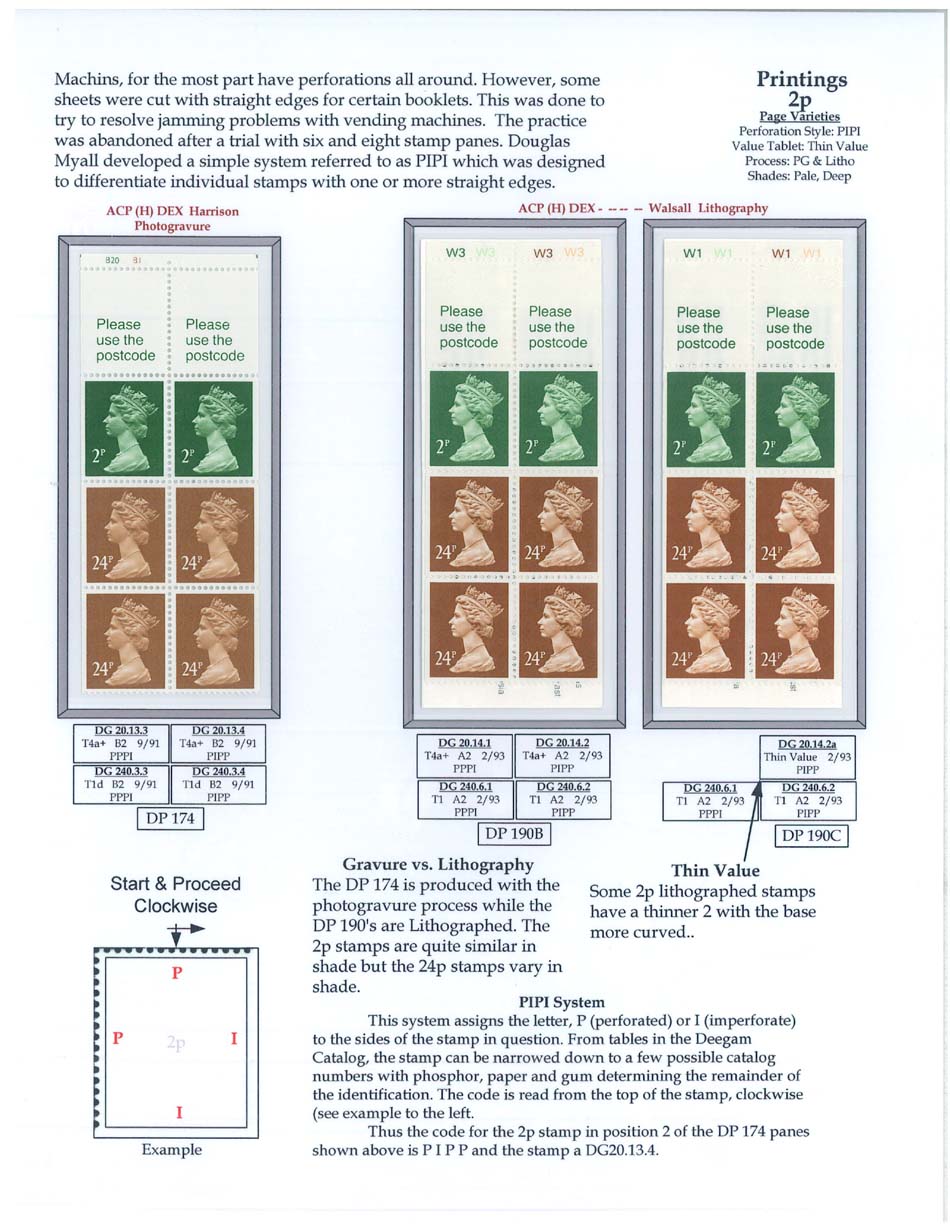 Machins, for the most part have perforations all around. However, some
sheets were cut with straight edges for certain booklets. This was done to
try to resolve jamming problems with vending machines. The practice
was abandoned after a trial with six and eight stamp panes. Douglas
Myall developed a simple system referred to as PIPI which was designed
to differentiate individual stamps with one or more straight edges.
Printings
2p
Page Varieties
Perforation Style: PIPI
Value Tablet: Thin Value
Process: PG & Litho
Shades: Pale, Deep
ACP (H) DEX Harrison
Photogravure
ACP (H) DEX - - -- - -- Walsall Lithography
B20 B1
Please Please
use the use the
postcode postcode
2P 2P
24P 24P
24P 24P
W3 W3 W3 W3
Please Please
use the use the
postcode postcode
2P 2P
24P 24P
24P 24P
W1 W1 W1 W1
Please Please
use the use the
postcode postcode
2P 2P
24P 24P
24P 24P
DG 20.13.3 DG 20.13.4
T4a+ B2 9/91 T4a+ B2 9/91
PPPI PIPP
DG 240.3.3 DG 240.3.4
T1d B2 9/91 T1d B2 9/91
PPPI PIPP
DP 174
DG 20.14.1 DG 20.14.2
T4a+ A2 2/93 T4a+ A2 2/93
PPPI PIPP
DG 240.6.1 DG 240.6.2
T1 A2 2/93 T1 A2 2/93
PPPI PIPP
DP 190B
DG 20.14.2a
Thin Value 2/93
PIPP
DG 240.6.1 DG 240.6.2
T1 A2 2/93 T1 A2 2/93
PPPI PIPP
DP 190C
Start & Proceed
Clockwise
P
P 2p I
I
Example
Gravure vs. Lithography
The DP 174 is produced with the
photogravure process while the
DP 190's are Lithographed. The
2p stamps are quite similar in
shade but the 24p stamps vary in
shade.
Thin Value
Some 2p lithographed stamps
have a thinner 2 with the base
more curved..
PIPI System
This system assigns the letter, P (perforated) or I (imperforate)
to the sides of the stamp in question. From tables in the Deegam
Catalog, the stamp can be narrowed down to a few possible catalog
numbers with phosphor, paper and gum determining the remainder of
the identification. The code is read from the top of the stamp, clockwise
(see example to the left.
Thus the code for the 2p stamp in position 2 of the DP 174 panes
shown above is P I P P and the stamp a DG20.13.4.